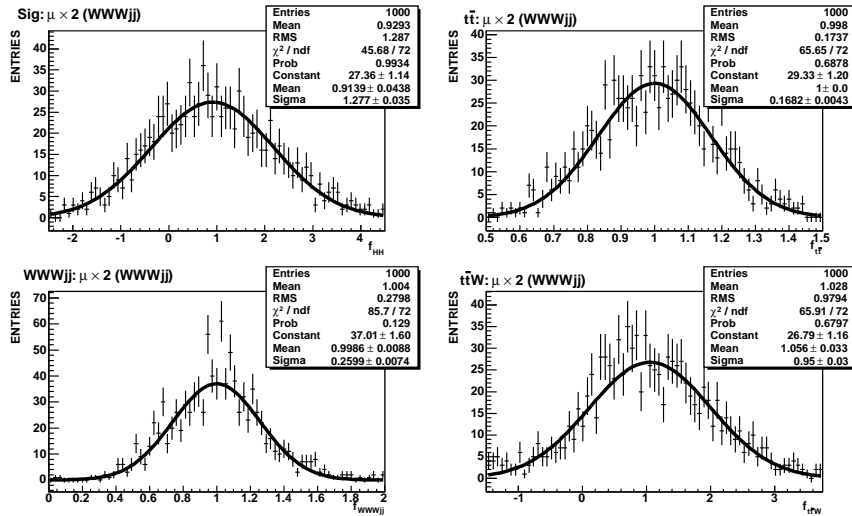 Sig: μ × 2 (WWWjj)
Entries 1000
Mean 0.9293
RMS 1.287
χ² / ndf 45.68 / 72
Prob 0.9934
Constant 27.36 ± 1.14
Mean 0.9139 ± 0.0438
Sigma 1.277 ± 0.035
ENTRIES
40
35
30
25
20
15
10
5
0
-2 -1 0 1 2 3 4
f_HH
tt̄: μ × 2 (WWWjj)
Entries 1000
Mean 0.998
RMS 0.1737
χ² / ndf 65.65 / 72
Prob 0.6878
Constant 29.33 ± 1.20
Mean 1 ± 0.0
Sigma 0.1682 ± 0.0043
ENTRIES
40
35
30
25
20
15
10
5
0
0.5 0.6 0.7 0.8 0.9 1 1.1 1.2 1.3 1.4 1.5
f_tt̄
WWWjj: μ × 2 (WWWjj)
Entries 1000
Mean 1.004
RMS 0.2798
χ² / ndf 85.7 / 72
Prob 0.129
Constant 37.01 ± 1.60
Mean 0.9986 ± 0.0088
Sigma 0.2599 ± 0.0074
ENTRIES
70
60
50
40
30
20
10
0
0 0.2 0.4 0.6 0.8 1 1.2 1.4 1.6 1.8 2
f_WWWjj
tt̄W: μ × 2 (WWWjj)
Entries 1000
Mean 1.028
RMS 0.9794
χ² / ndf 65.91 / 72
Prob 0.6797
Constant 26.79 ± 1.16
Mean 1.056 ± 0.033
Sigma 0.95 ± 0.03
ENTRIES
40
35
30
25
20
15
10
5
0
-1 0 1 2 3
f_tt̄W